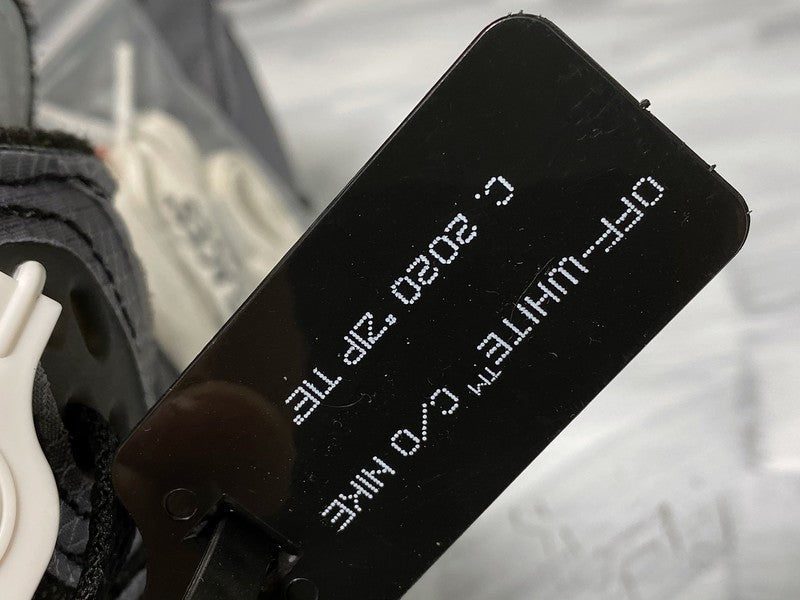 OFF-WHITE™ C/O NIKE
C. 2020 "ZIP TIE"